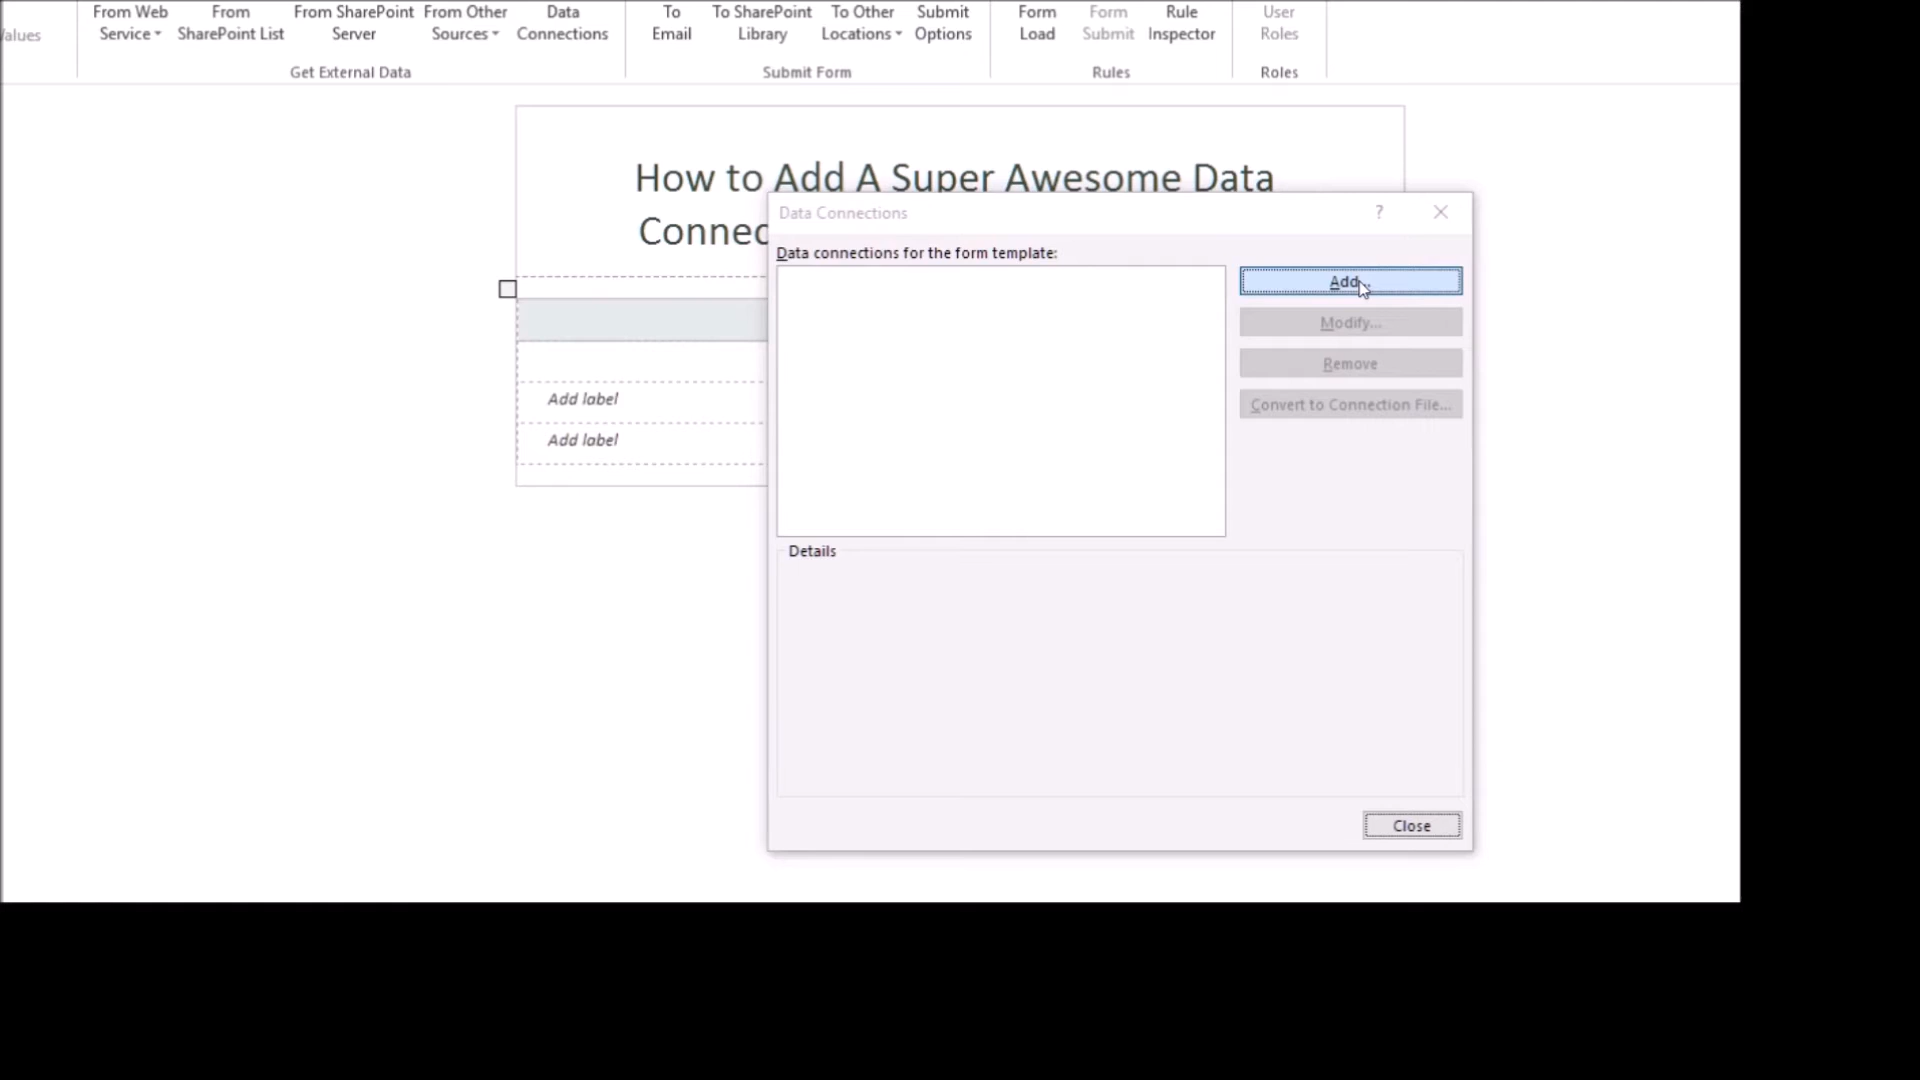 From Web From From SharePoint From Other Data To To SharePoint To Other Submit Form Form Rule User
Service SharePoint List Server Sources Connections Email Library Locations Options Load Submit Inspector Roles
Get External Data Submit Form Rules Roles
How to Add A Super Awesome Data
Connec
Data Connections ?
Data connections for the form template:
Add...
Modify...
Remove
Convert to Connection File...
Add label
Add label
Details
Close